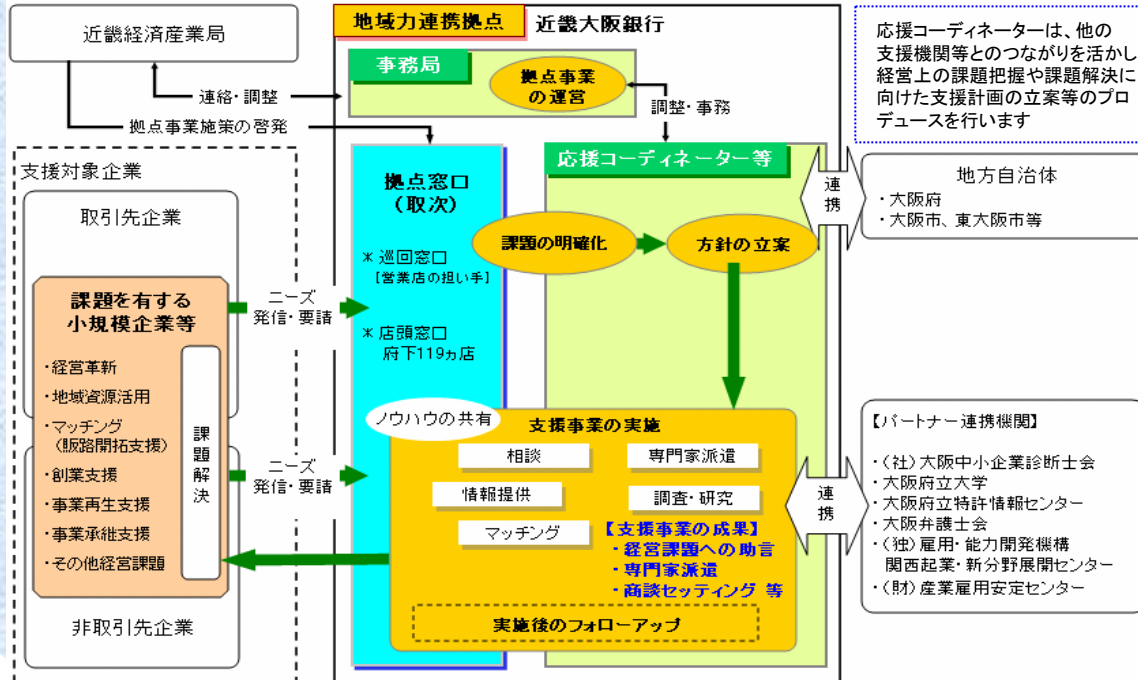 近畿経済産業局
地域力連携拠点
近畿大阪銀行
事務局
拠点事業
の運営
連絡・調整
調整・事務
拠点事業施策の啓発
応援コーディネーターは、他の
支援機関等とのつながりを活かし
経営上の課題把握や課題解決に
向けた支援計画の立案等のプロ
デュースを行います
支援対象企業
取引先企業
課題を有する
小規模企業等
・経営革新
・地域資源活用
・マッチング
（販路開拓支援）
・創業支援
・事業再生支援
・事業承継支援
・その他経営課題
課題解決
非取引先企業
ニーズ
発信・要請
ニーズ
発信・要請
拠点窓口
（取次）
＊巡回窓口
【営業店の担い手】
＊店頭窓口
府下119ヵ店
応援コーディネーター等
課題の明確化
方針の立案
ノウハウの共有
支援事業の実施
相談
専門家派遣
情報提供
調査・研究
マッチング
【支援事業の成果】
・経営課題への助言
・専門家派遣
・商談セッティング 等
実施後のフォローアップ
連携
地方自治体
・大阪府
・大阪市、東大阪市等
連携
【パートナー連携機関】
・（社）大阪中小企業診断士会
・大阪府立大学
・大阪府立特許情報センター
・大阪弁護士会
・（独）雇用・能力開発機構
関西起業・新分野展開センター
・（財）産業雇用安定センター